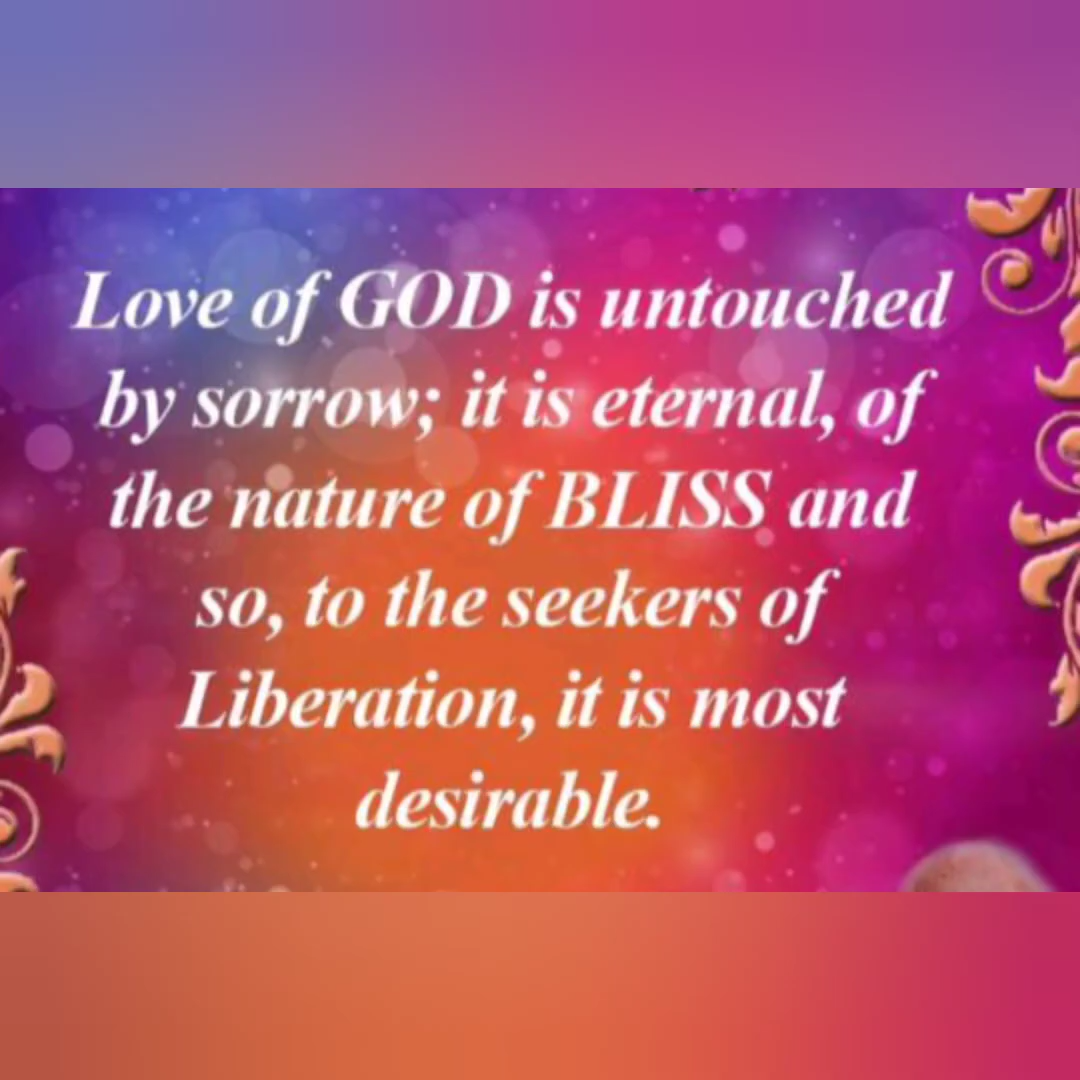 Love of GOD is untouched
by sorrow; it is eternal, of
the nature of BLISS and
so, to the seekers of
Liberation, it is most
desirable.